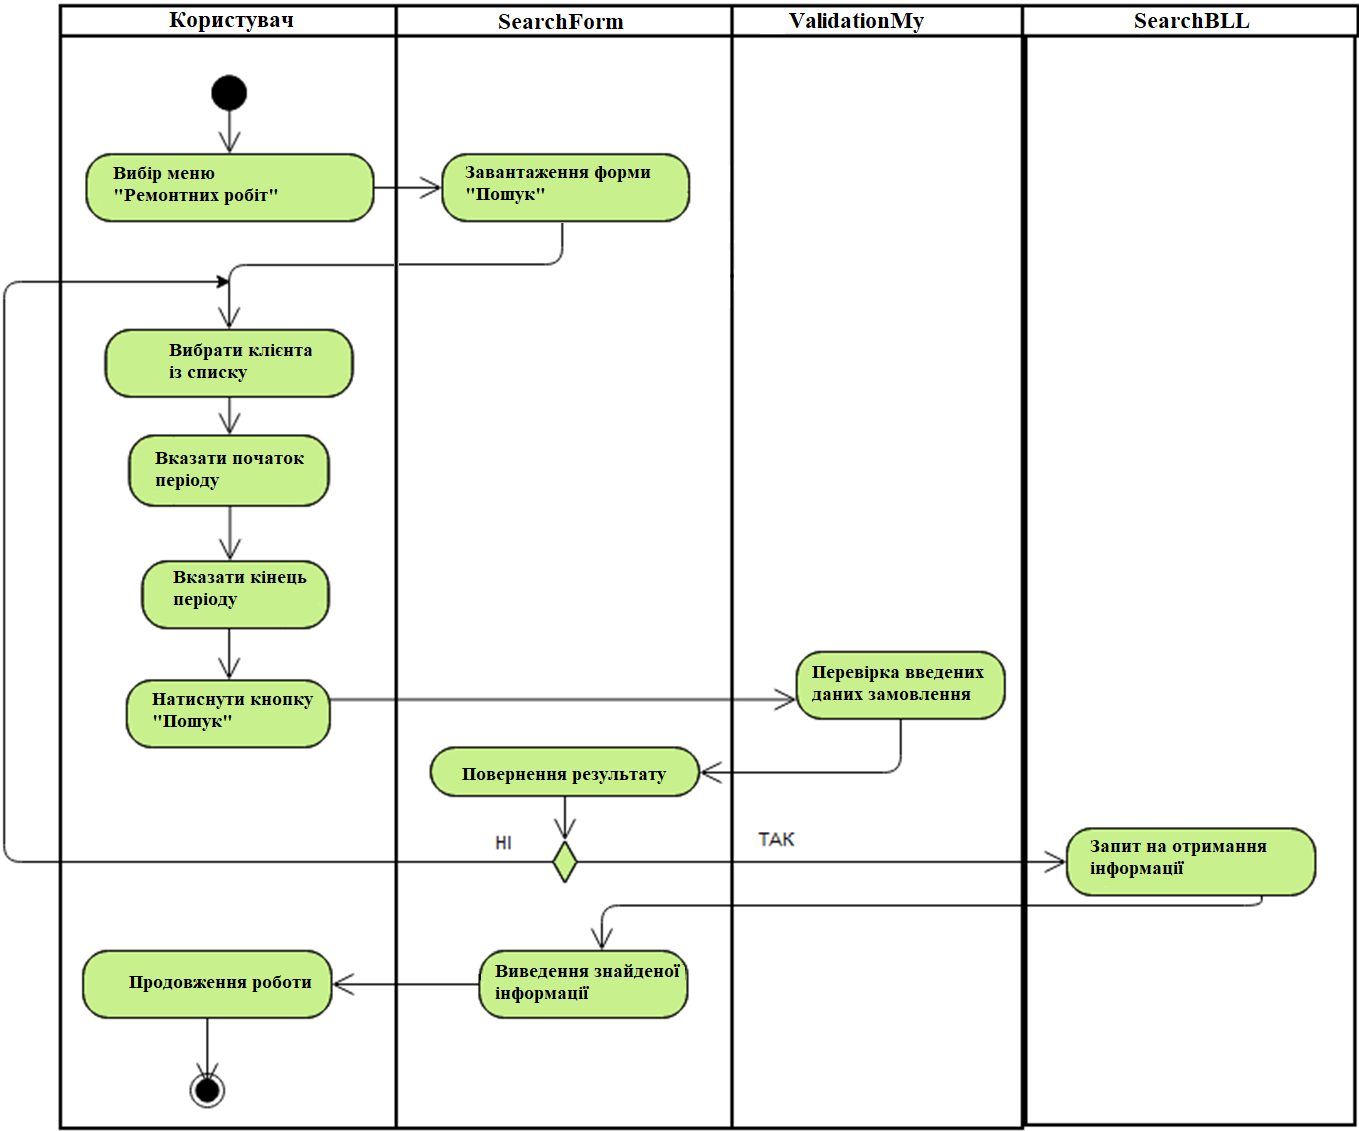 Користувач
SearchForm
ValidationMy
SearchBLL
Вибір меню
"Ремонтних робіт"
Завантаження форми
"Пошук"
Вибрати клієнта
із списку
Вказати початок
періоду
Вказати кінець
періоду
Натиснути кнопку
"Пошук"
Перевірка введених
даних замовлення
Повернення результату
НІ
ТАК
Запит на отримання
інформації
Виведення знайденої
інформації
Продовження роботи